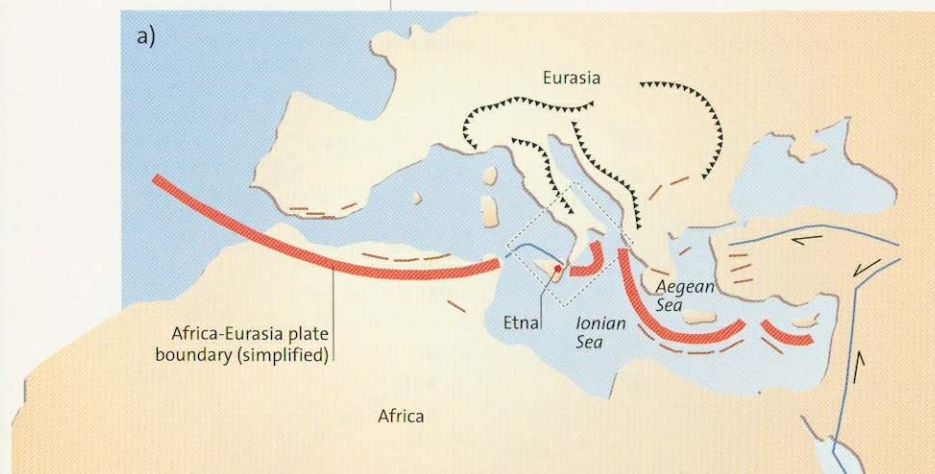 a)
Eurasia
Aegean
Sea
Etna
Ionian
Sea
Africa-Eurasia plate
boundary (simplified)
Africa